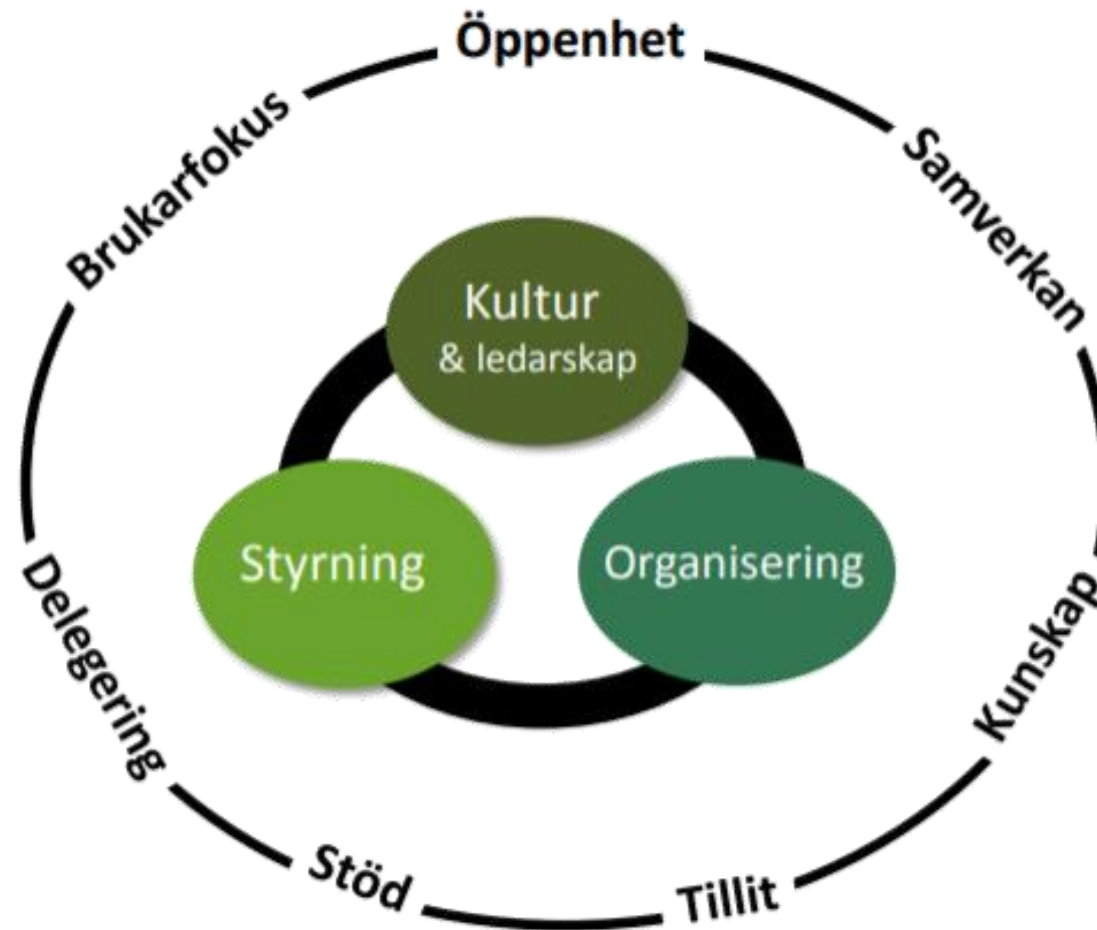 Öppenhet
Samverkan
Kunskap
Tillit
Stöd
Delegering
Brukarfokus
Kultur
& ledarskap
Styrning
Organisering